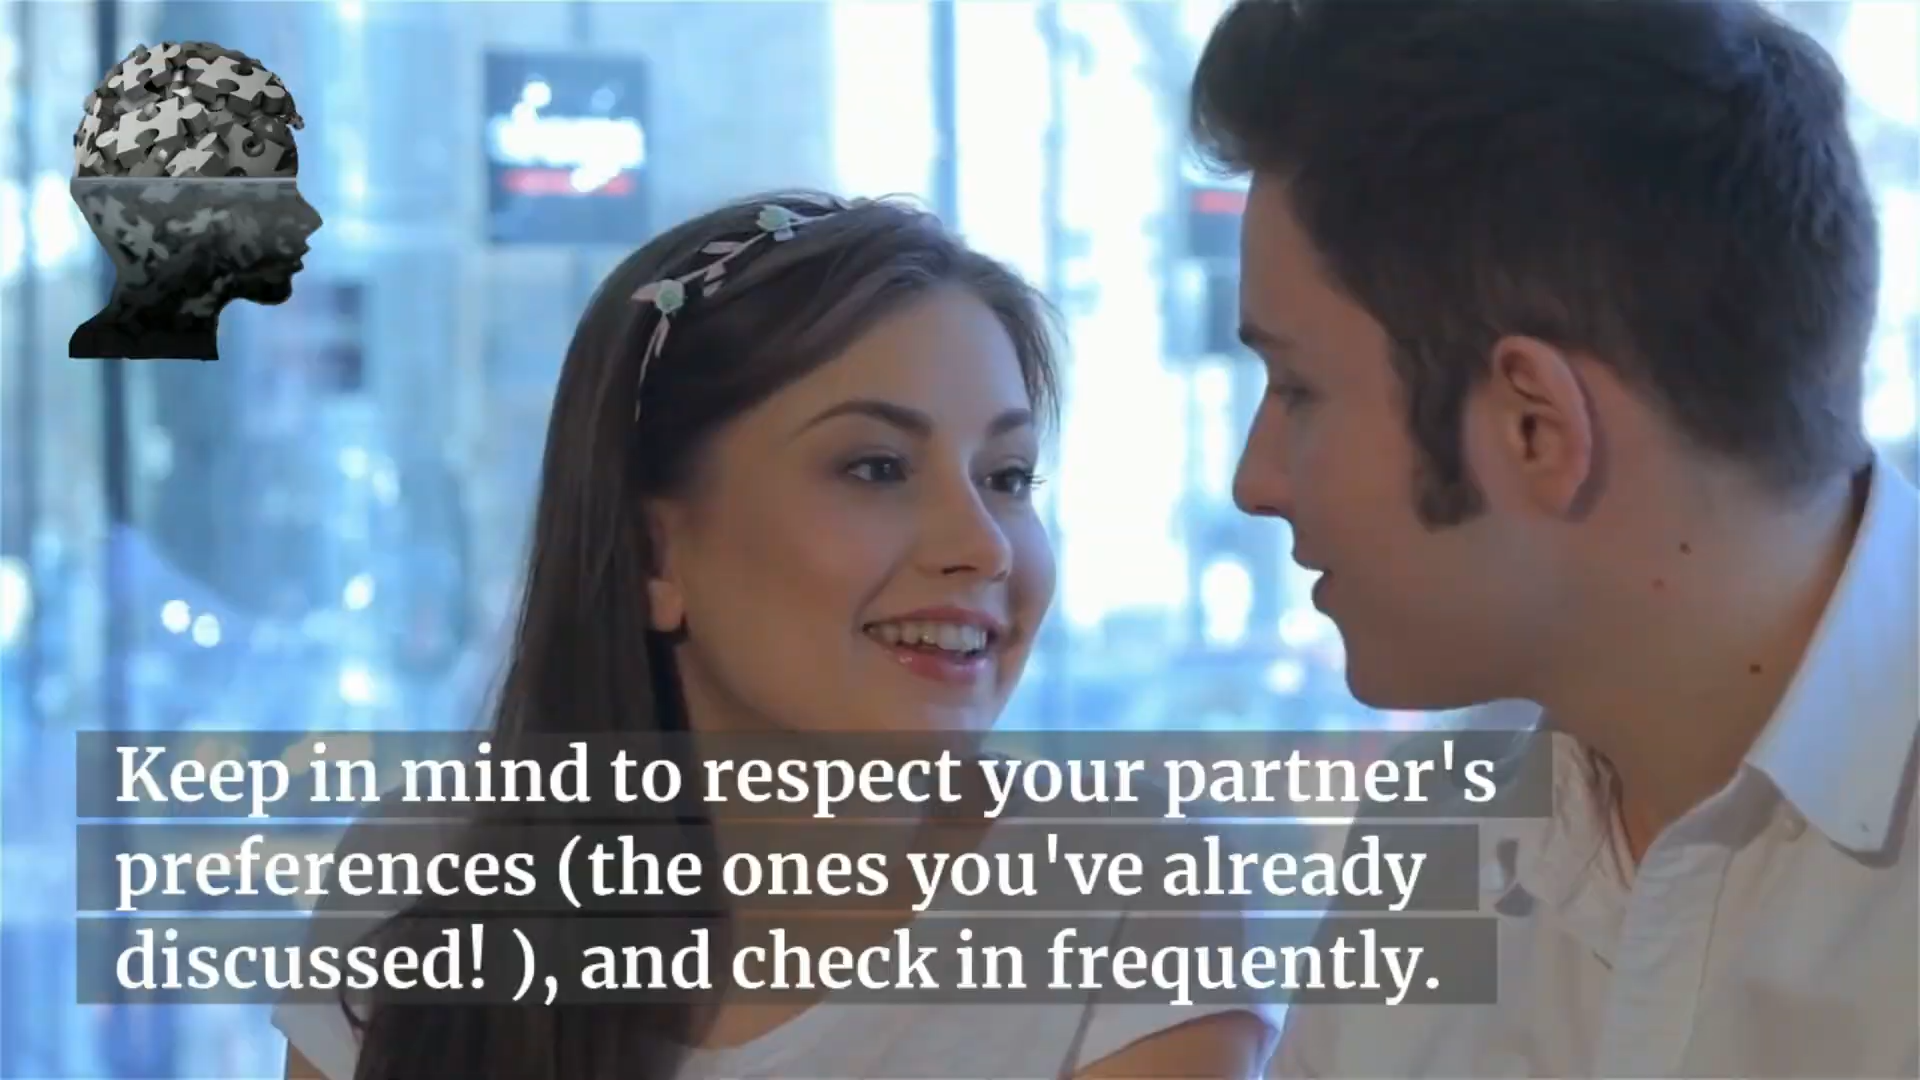 Keep in mind to respect your partner's
preferences (the ones you've already
discussed! ), and check in frequently.